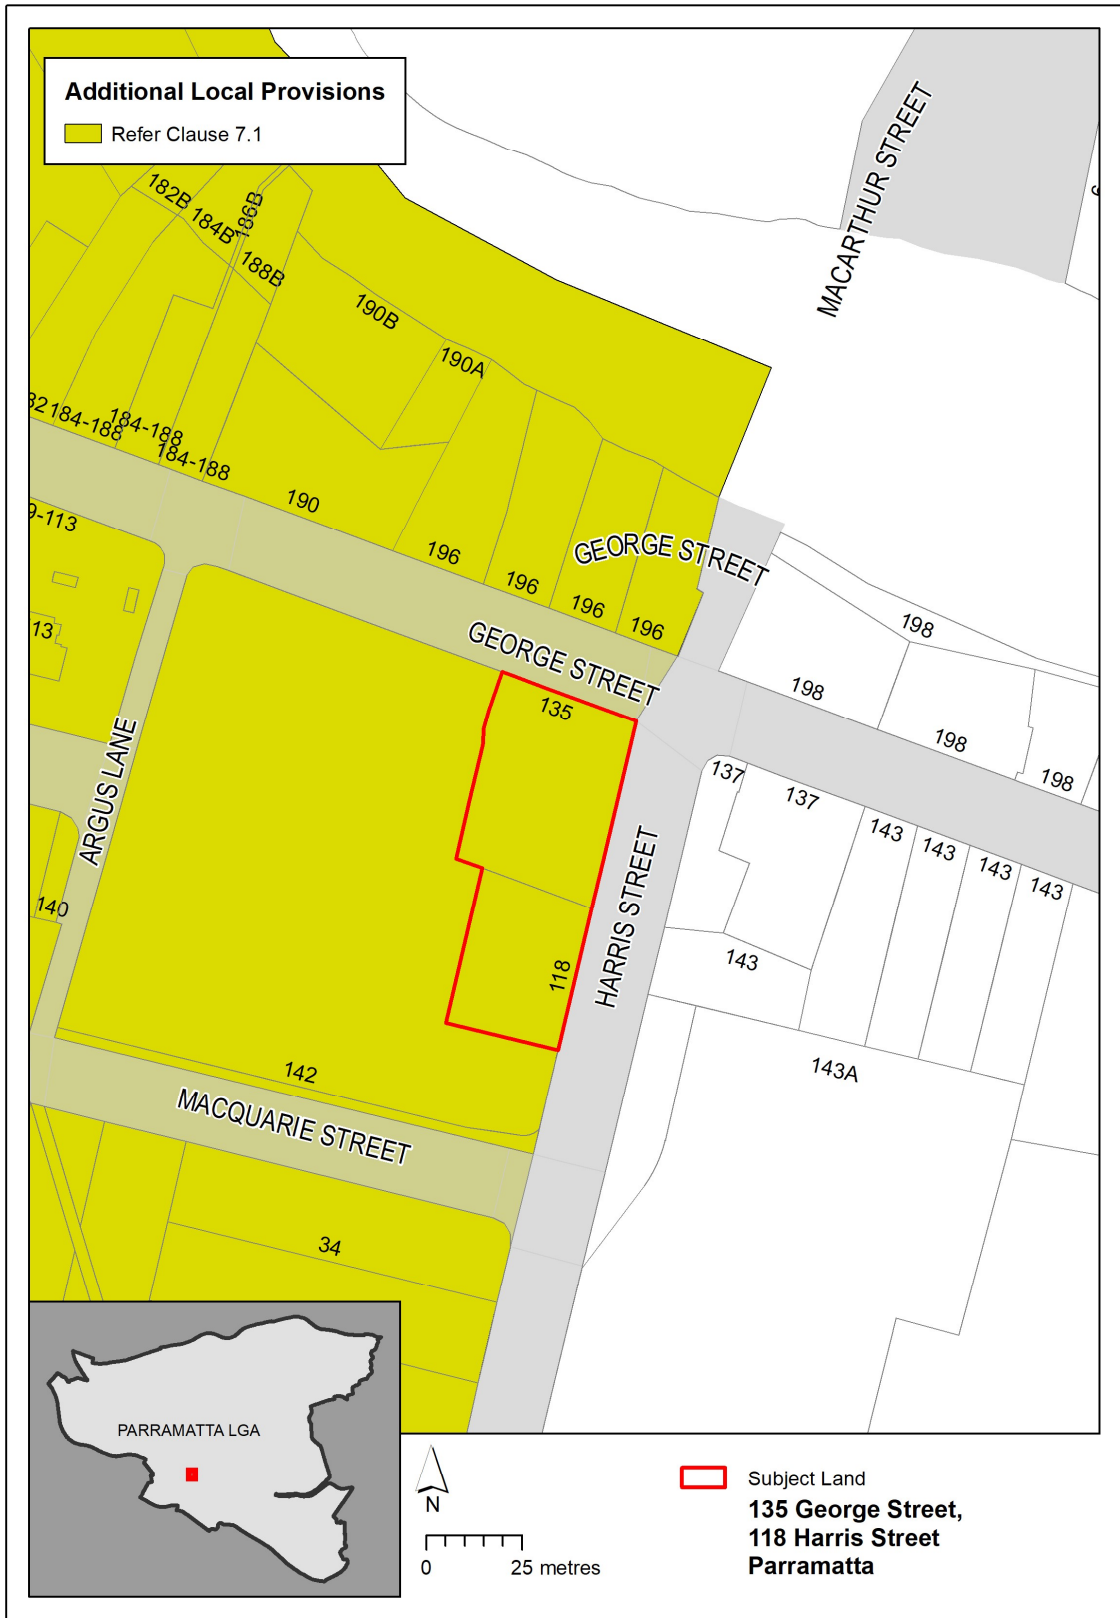 Additional Local Provisions
Refer Clause 7.1
MACARTHUR STREET
182B
184B
186B
188B
190B
190A
184-188
184-188
184-188
190
196
196
196
196
GEORGE STREET
GEORGE STREET
198
198
198
198
135
137
137
143
143
143
143
ARGUS LANE
140
HARRIS STREET
118
143
143A
142
MACQUARIE STREET
34
PARRAMATTA LGA
N
0 25 metres
Subject Land
135 George Street,
118 Harris Street
Parramatta